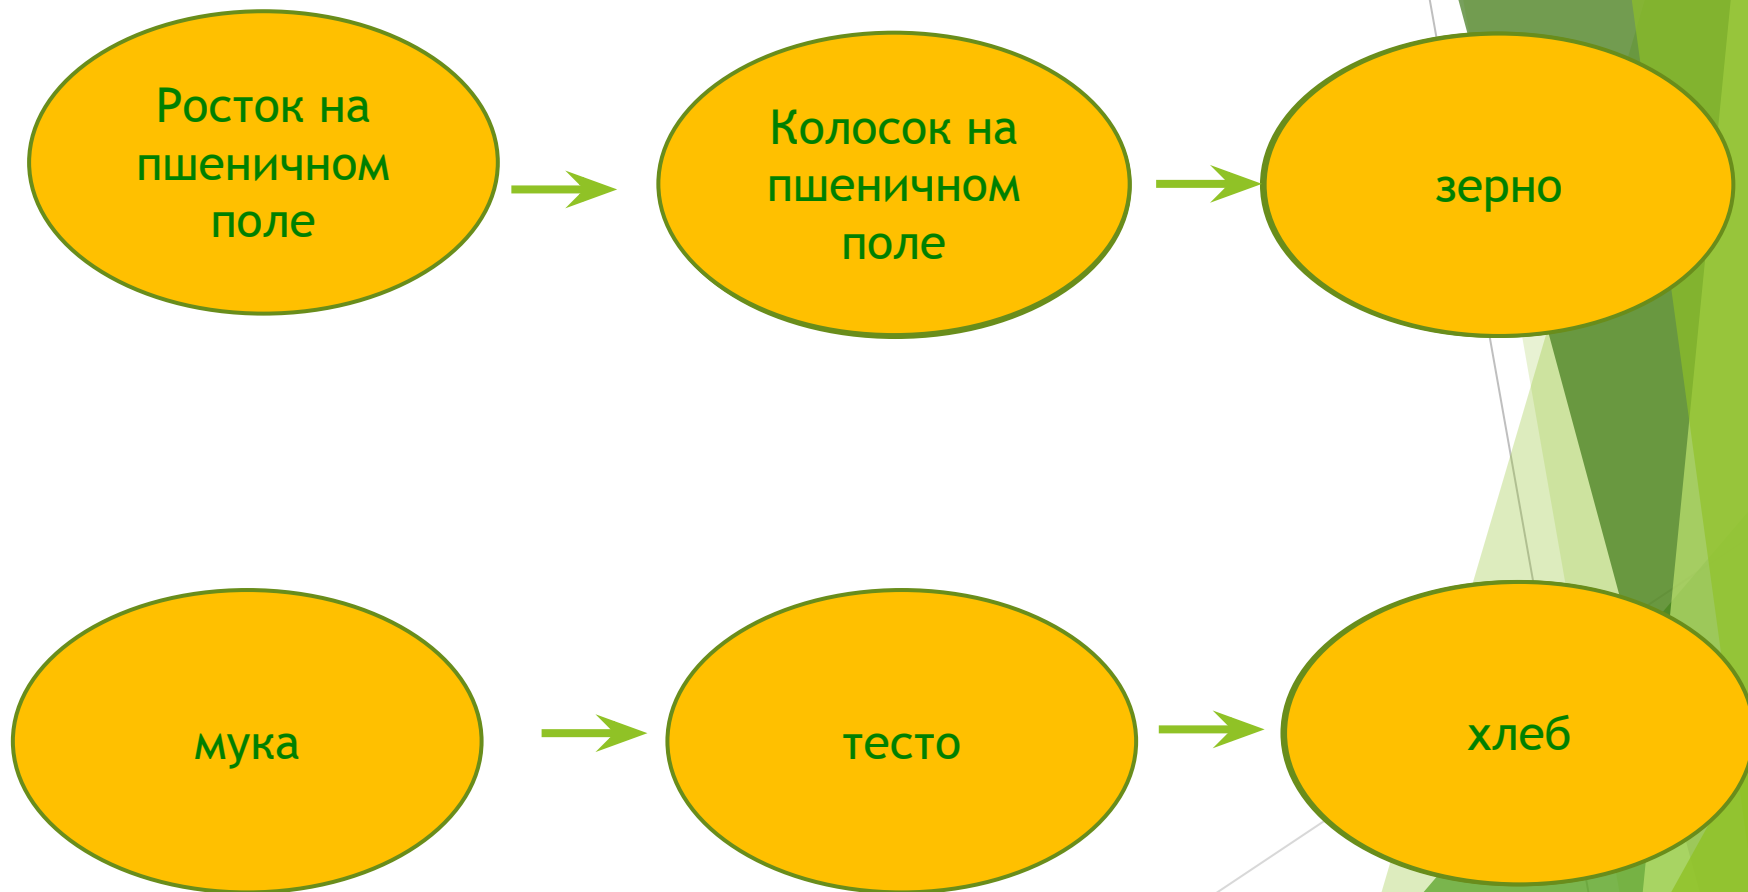 Росток на
пшеничном
поле
Колосок на
пшеничном
поле
зерно
мука
тесто
хлеб